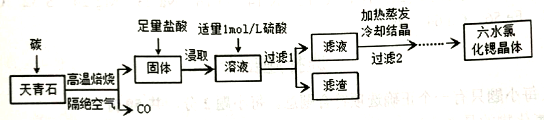 碳
天青石
高温焙烧
隔绝空气
CO
固体
足量盐酸
浸取
溶液
适量1mol/L硫酸
过滤1
滤液
滤渣
加热蒸发
冷却结晶
过滤2
六水氯
化锶晶体